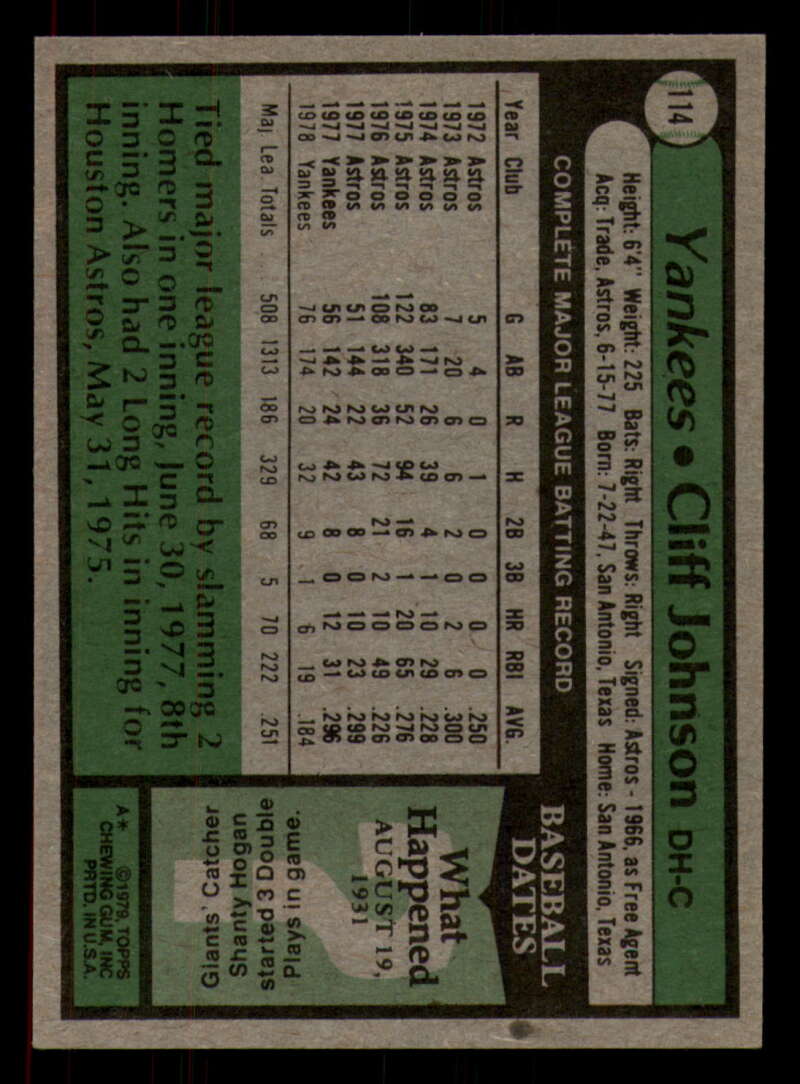 114
Yankees • Cliff Johnson DH-C
Height: 6'4" Weight: 225 Bats: Right Throws: Right Signed: Astros - 1966, as Free Agent
Acq: Trade, Astros, 6-15-77 Born: 7-22-47, San Antonio, Texas Home: San Antonio, Texas
COMPLETE MAJOR LEAGUE BATTING RECORD
Year Club G AB R H 2B 3B HR RBI AVG.
1972 Astros 5 4 0 1 0 0 0 0 .250
1973 Astros 7 20 6 6 2 0 2 6 .300
1974 Astros 83 171 26 39 4 1 10 29 .228
1975 Astros 122 340 52 94 16 1 20 65 .276
1976 Astros 108 318 36 72 21 2 10 49 .226
1977 Astros 51 144 22 43 8 0 10 23 .299
1977 Yankees 56 142 24 42 8 0 12 31 .296
1978 Yankees 76 174 20 32 9 1 6 19 .184
Maj Lea Totals 508 1313 186 329 68 5 70 222 .251
Tied major league record by slamming 2
Homers in one inning, June 30, 1977, 8th
inning. Also had 2 Long Hits in inning for
Houston Astros, May 31, 1975.
BASEBALL
DATES
What
Happened
AUGUST 19,
1931
Giants' Catcher
Shanty Hogan
started 3 Double
Plays in game.
A* ©1979, TOPPS
CHEWING GUM, INC
PRTD. IN U.S.A.